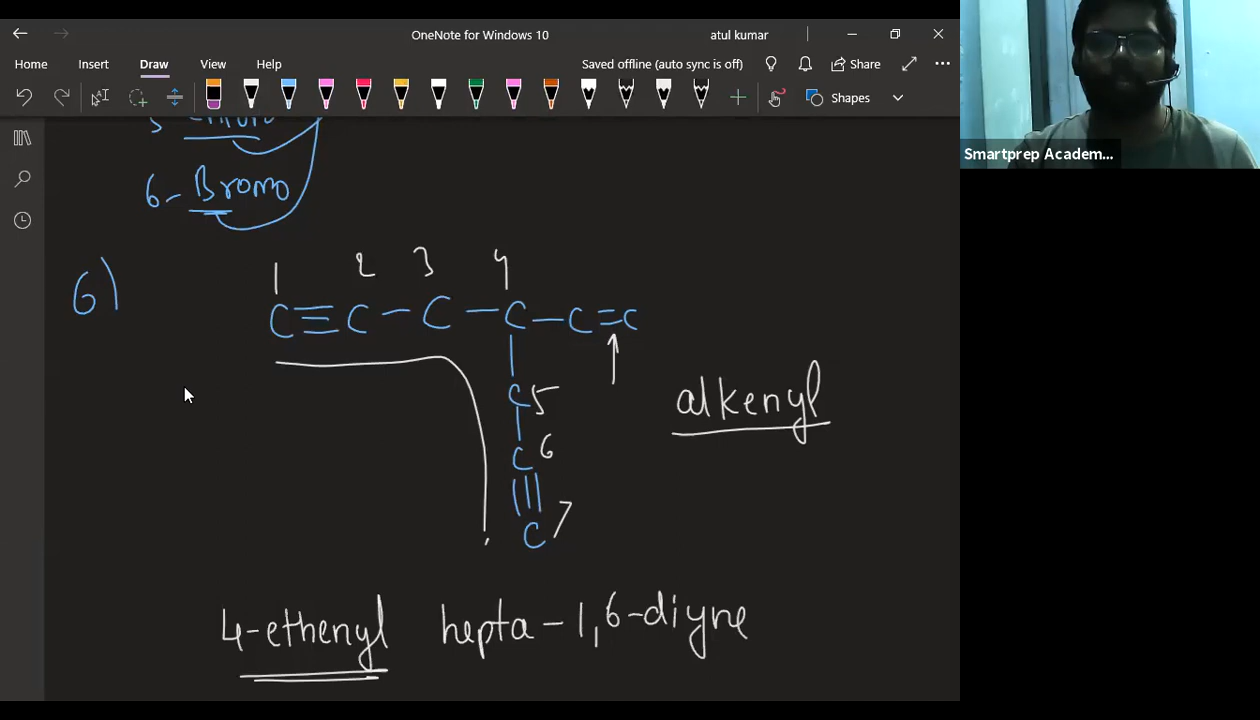 OneNote for Windows 10
atul kumar
Home Insert Draw View Help
Saved offline (auto sync is off)
Share
Shapes
Smartprep Academ...
6- Bromo
6)
1 2 3 4
C≡C-C-C-C=C
C 5
C 6
C 7
alkenyl
4-ethenyl hepta-1,6-diyne